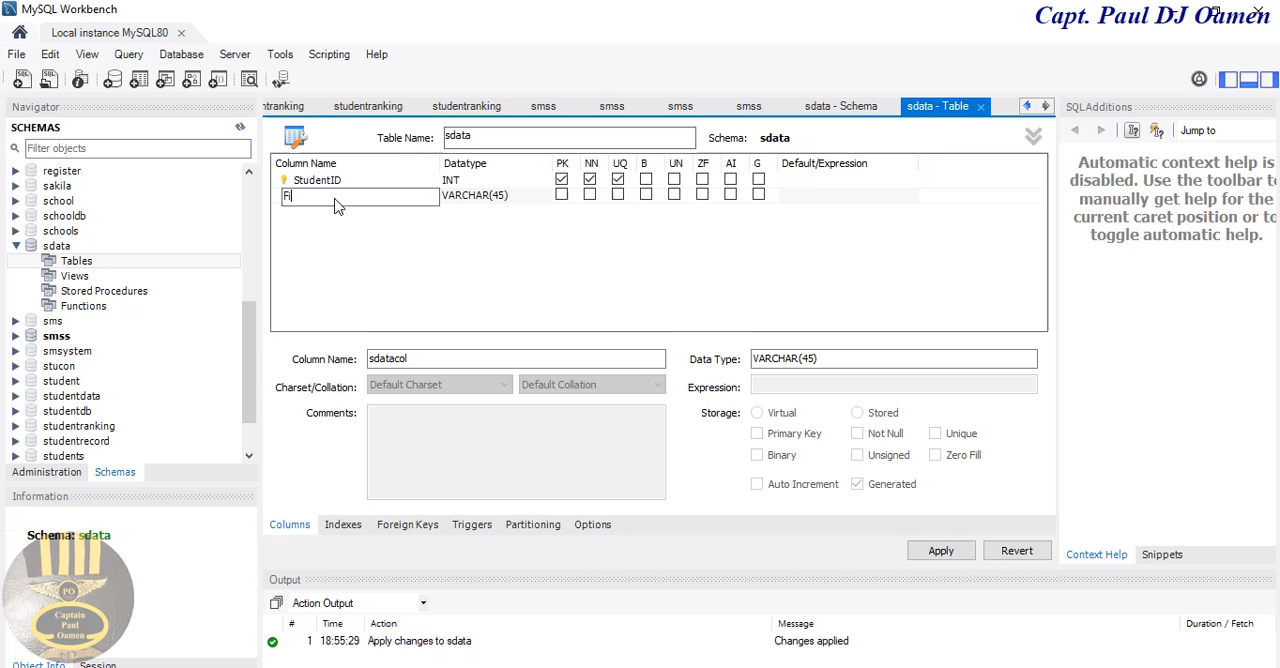 MySQL Workbench
Capt. Paul DJ Oamen
Local instance MySQL80
File Edit View Query Database Server Tools Scripting Help
Navigator
SCHEMAS
Filter objects
register
sakila
school
schooldb
schools
sdata
Tables
Views
Stored Procedures
Functions
sms
smss
smsystem
stucon
student
studentdata
studentdb
studentranking
studentrecord
students
Administration Schemas
Information
Schema: sdata
PO
Captain
Paul
Oamen
Object Info Session
ntranking studentranking studentranking smss smss smss smss sdata - Schema sdata - Table
Table Name: sdata Schema: sdata
Column Name Datatype PK NN UQ B UN ZF AI G Default/Expression
StudentID INT
Fi VARCHAR(45)
Column Name: sdatacol Data Type: VARCHAR(45)
Charset/Collation: Default Charset Default Collation Expression:
Comments: Storage: Virtual Stored
Primary Key Not Null Unique
Binary Unsigned Zero Fill
Auto Increment Generated
Columns Indexes Foreign Keys Triggers Partitioning Options
Apply Revert
Output
Action Output
# Time Action Message Duration / Fetch
1 18:55:29 Apply changes to sdata Changes applied
SQLAdditions
Jump to
Automatic context help is
disabled. Use the toolbar to
manually get help for the
current caret position or to
toggle automatic help.
Context Help Snippets